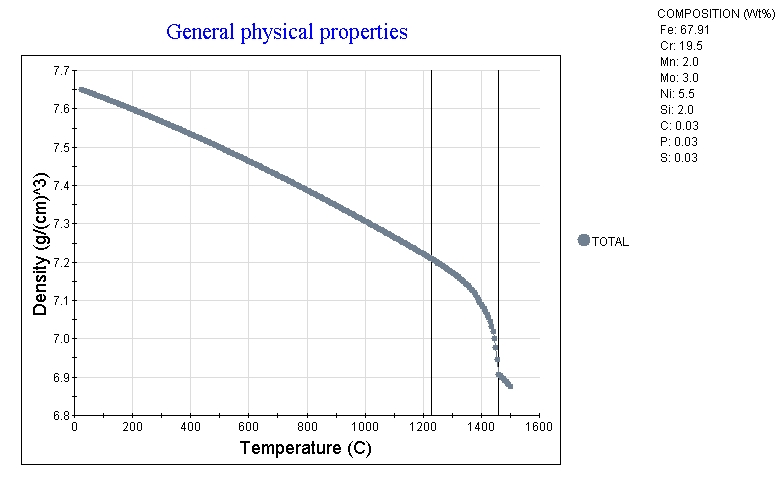 General physical properties
COMPOSITION (Wt%)
Fe: 67.91
Cr: 19.5
Mn: 2.0
Mo: 3.0
Ni: 5.5
Si: 2.0
C: 0.03
P: 0.03
S: 0.03
7.7
7.6
7.5
7.4
7.3
7.2
7.1
7.0
6.9
6.8
Density (g/(cm)^3)
0 200 400 600 800 1000 1200 1400 1600
Temperature (C)
TOTAL